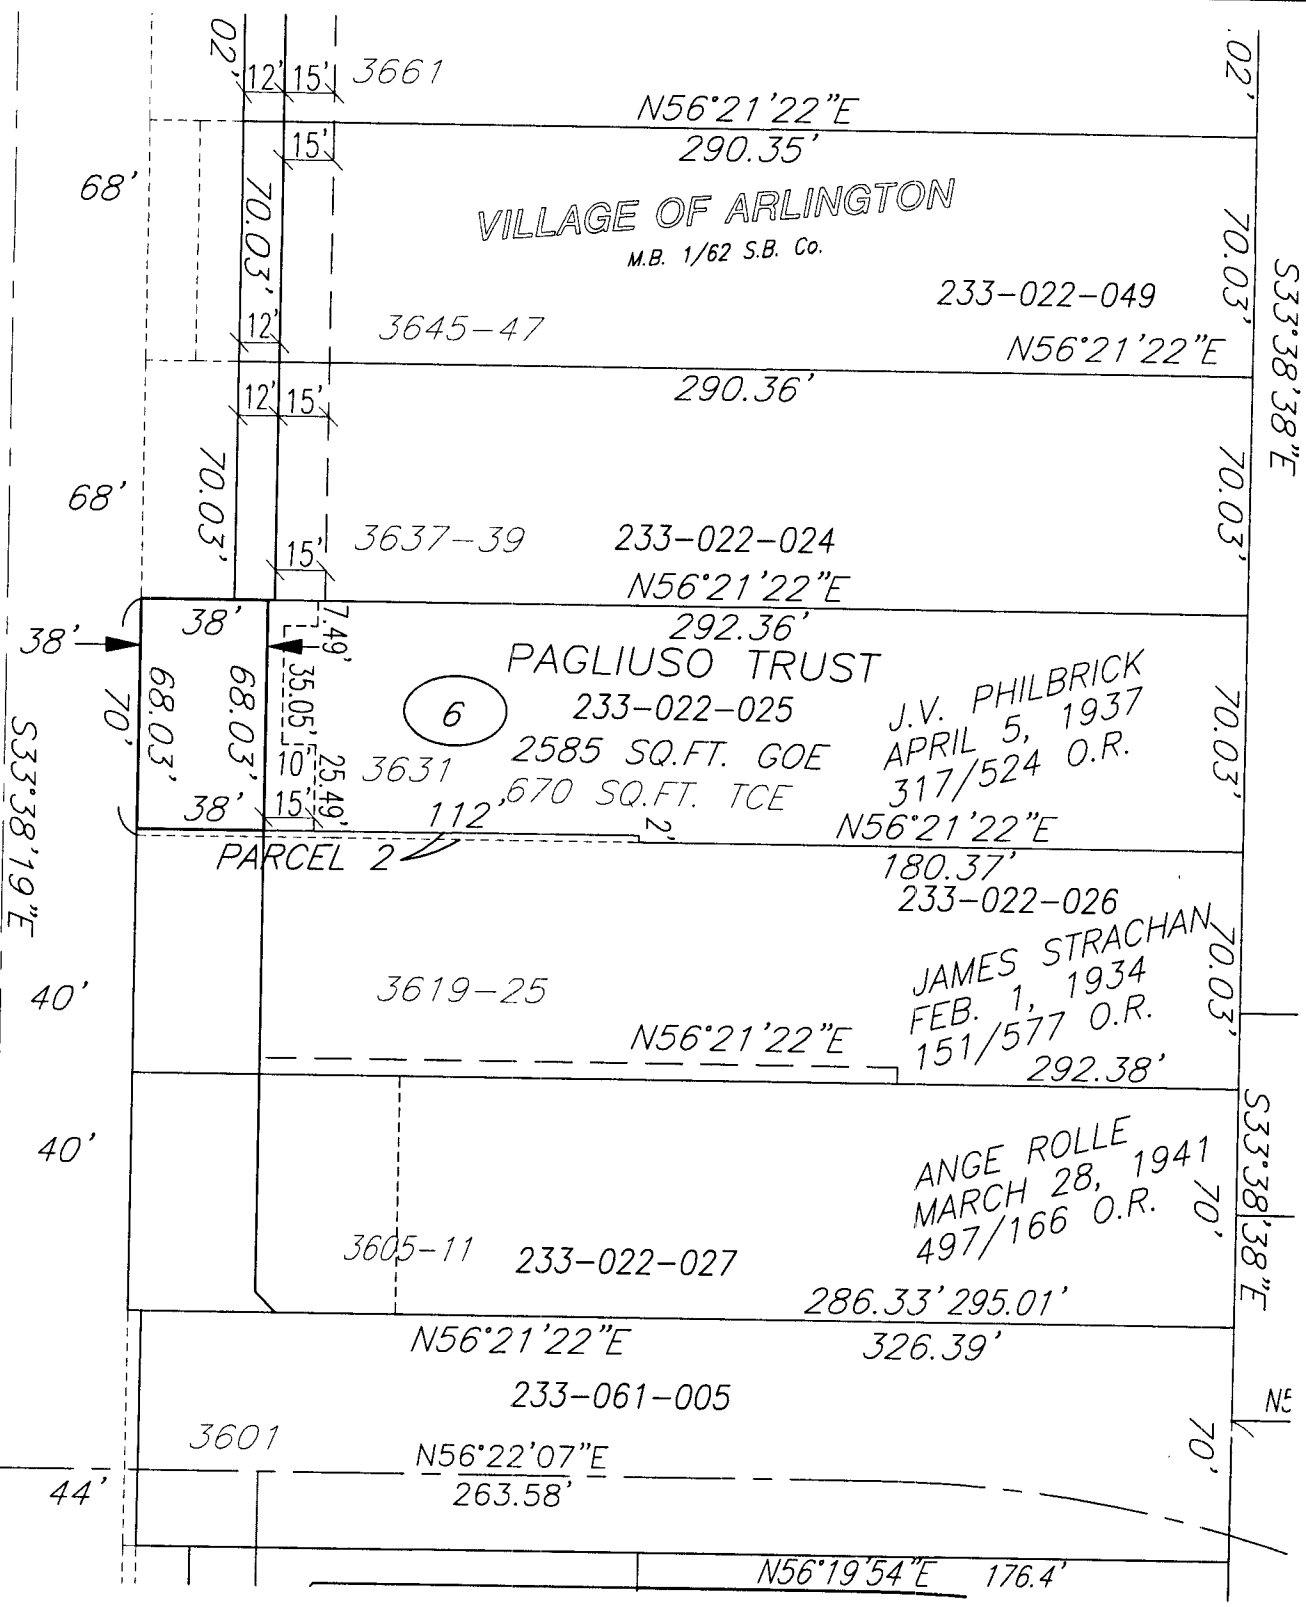 02'
12'
15'
3661
.02'
N56°21'22"E
15'
290.35'
68'
70.03'
VILLAGE OF ARLINGTON
M.B. 1/62 S.B. Co.
70.03'
S33°38'38"E
233-022-049
12'
3645-47
N56°21'22"E
12'
15'
290.36'
68'
70.03'
70.03'
15'
3637-39
233-022-024
N56°21'22"E
38'
38'
7.49'
292.36'
PAGLIUSO TRUST
6
233-022-025
2585 SQ.FT. GOE
670 SQ.FT. TCE
J.V. PHILBRICK
APRIL 5, 1937
317/524 O.R.
70.03'
70'
68.03'
68.03'
35.05'
10'
25.49'
3631
S33°38'19"E
38'
15'
112'
2'
N56°21'22"E
PARCEL 2
180.37'
233-022-026
JAMES STRACHAN
FEB. 1, 1934
151/577 O.R.
70.03'
40'
3619-25
N56°21'22"E
292.38'
40'
ANGE ROLLE
MARCH 28, 1941
497/166 O.R.
70'
S33°38'38"E
3605-11
233-022-027
286.33'
295.01'
N56°21'22"E
326.39'
233-061-005
3601
N56°22'07"E
263.58'
70'
N5
44'
N56°19'54"E
176.4'